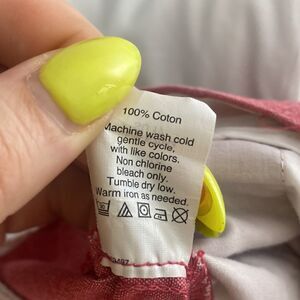 100% Coton
Machine wash cold
gentle cycle,
with like colors.
Non chlorine
bleach only.
Tumble dry low.
Warm iron as needed.